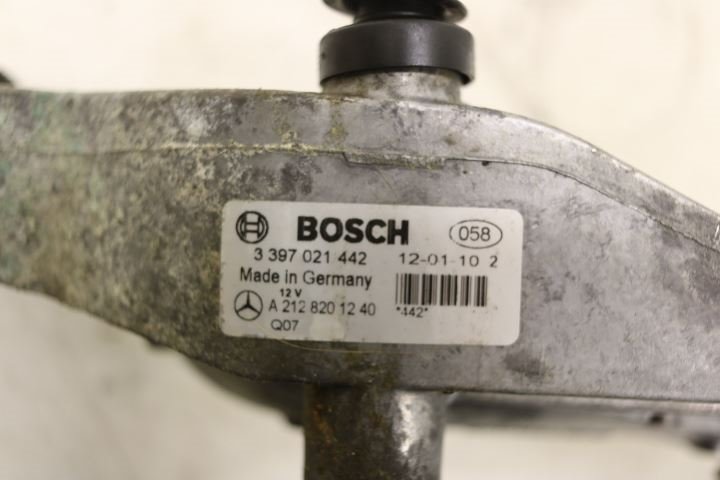 BOSCH 058
3 397 021 442 12-01-10 2
Made in Germany
12 V
A 212 820 12 40 *442*
Q07